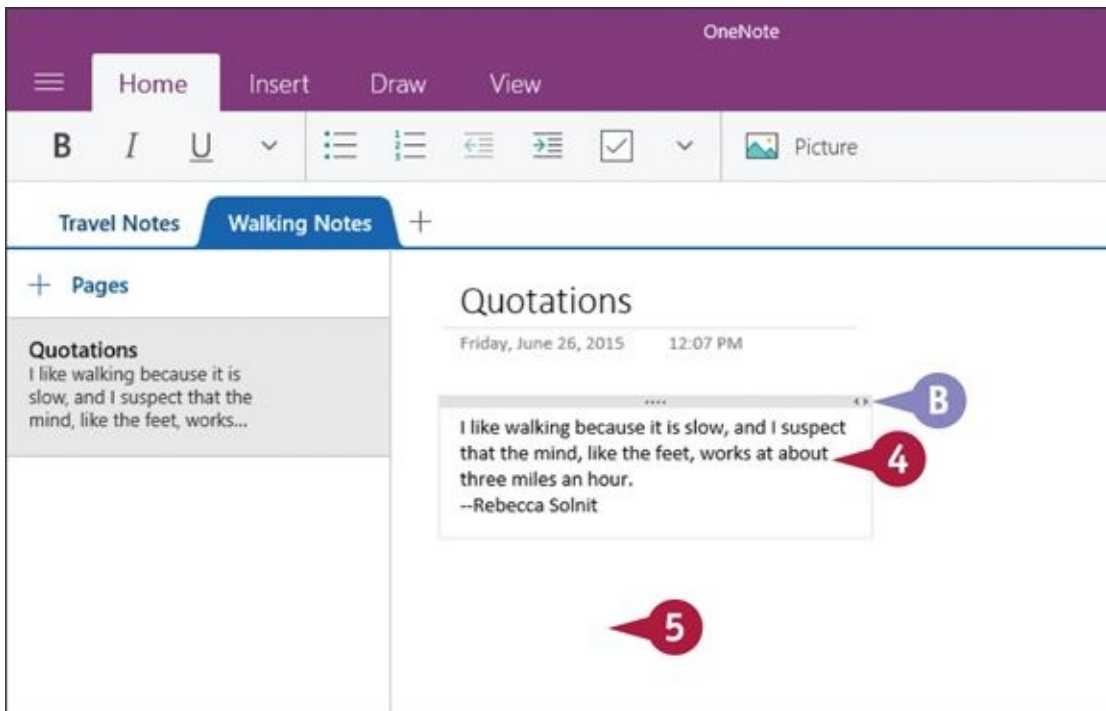 OneNote
Home Insert Draw View
B I U Picture
Travel Notes Walking Notes +
+ Pages
Quotations
I like walking because it is
slow, and I suspect that the
mind, like the feet, works...
Quotations
Friday, June 26, 2015 12:07 PM
B
I like walking because it is slow, and I suspect
that the mind, like the feet, works at about
4
three miles an hour.
--Rebecca Solnit
5